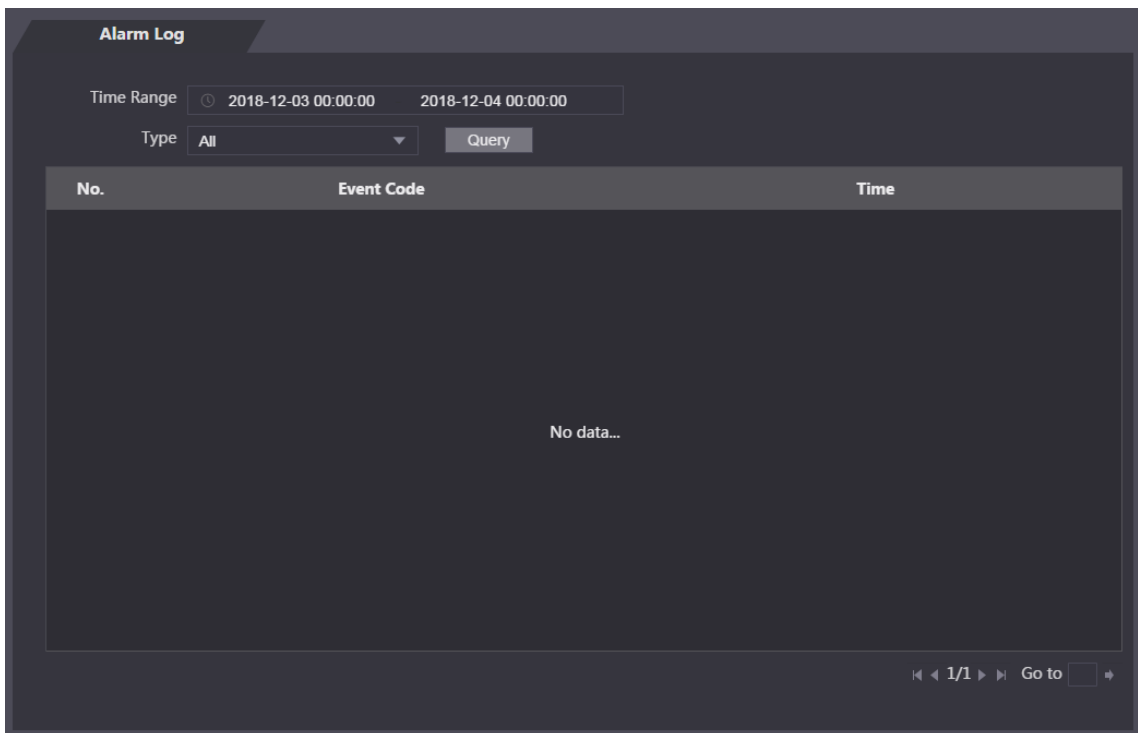 Alarm Log
Time Range 2018-12-03 00:00:00 2018-12-04 00:00:00
Type All Query
No. Event Code Time
No data...
1/1 Go to